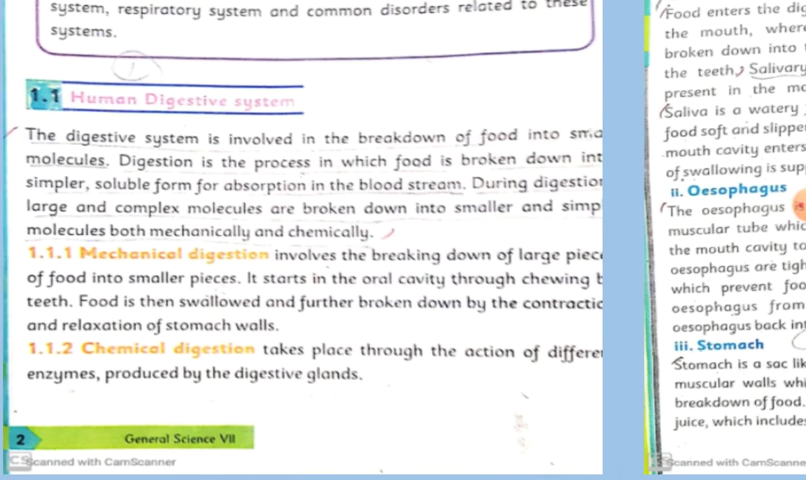 system, respiratory system and common disorders related to these
systems.
1.1 Human Digestive system
The digestive system is involved in the breakdown of food into sma
molecules. Digestion is the process in which food is broken down int
simpler, soluble form for absorption in the blood stream. During digestion
large and complex molecules are broken down into smaller and simp
molecules both mechanically and chemically.
1.1.1 Mechanical digestion involves the breaking down of large piec
of food into smaller pieces. It starts in the oral cavity through chewing b
teeth. Food is then swallowed and further broken down by the contractio
and relaxation of stomach walls.
1.1.2 Chemical digestion takes place through the action of differe
enzymes, produced by the digestive glands.
2 General Science VII
CS Scanned with CamScanner
Food enters the dig
the mouth, where
broken down into
the teeth, Salivary
present in the mo
Saliva is a watery
food soft and slippe
mouth cavity enters
of swallowing is sup
ii. Oesophagus
The oesophagus
muscular tube whic
the mouth cavity to
oesophagus are tigh
which prevent foo
oesophagus from
oesophagus back int
iii. Stomach
Stomach is a sac lik
muscular walls whi
breakdown of food.
juice, which includes
Scanned with CamScanne